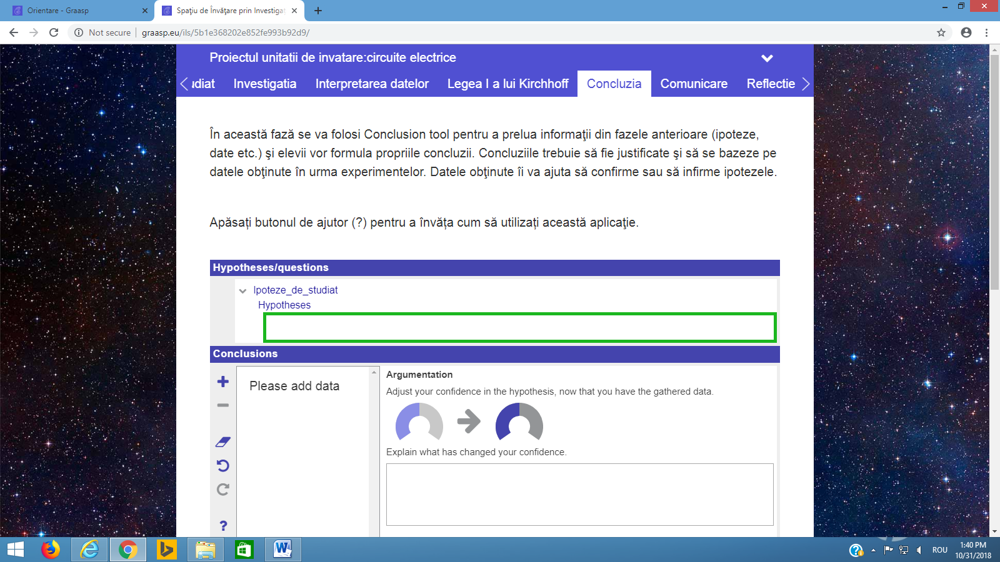 Orientare - Graasp
Spaţiu de Învăţare prin Investigaț
Not secure
graasp.eu/ils/5b1e368202e852fe993b92d9/
Proiectul unitatii de invatare:circuite electrice
udiat
Investigatia
Interpretarea datelor
Legea I a lui Kirchhoff
Concluzia
Comunicare
Reflectie
În această fază se va folosi Conclusion tool pentru a prelua informaţii din fazele anterioare (ipoteze,
date etc.) şi elevii vor formula propriile concluzii. Concluziile trebuie să fie justificate şi să se bazeze pe
datele obţinute în urma experimentelor. Datele obţinute îi va ajuta să confirme sau să infirme ipotezele.
Apăsați butonul de ajutor (?) pentru a învăța cum să utilizați această aplicaţie.
Hypotheses/questions
Ipoteze_de_studiat
Hypotheses
Conclusions
Please add data
Argumentation
Adjust your confidence in the hypothesis, now that you have the gathered data.
Explain what has changed your confidence.
?
ROU
1:40 PM
10/31/2018